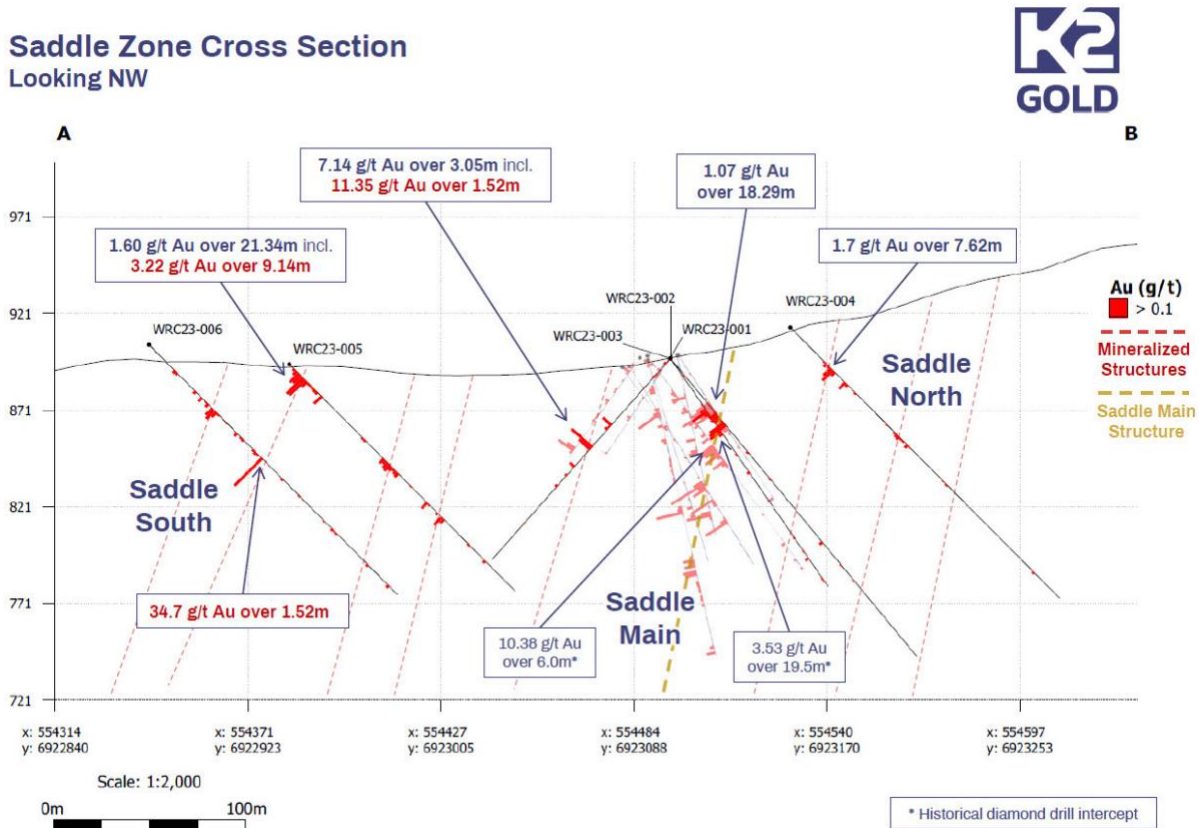 Saddle Zone Cross Section
Looking NW
K2
GOLD
A
B
7.14 g/t Au over 3.05m incl.
11.35 g/t Au over 1.52m
1.07 g/t Au
over 18.29m
1.60 g/t Au over 21.34m incl.
3.22 g/t Au over 9.14m
1.7 g/t Au over 7.62m
971
921
871
821
771
721
WRC23-006
WRC23-005
WRC23-003
WRC23-002
WRC23-001
WRC23-004
Au (g/t)
> 0.1
Mineralized
Structures
Saddle Main
Structure
Saddle
North
Saddle
South
Saddle
Main
34.7 g/t Au over 1.52m
10.38 g/t Au
over 6.0m*
3.53 g/t Au
over 19.5m*
x: 554314
y: 6922840
x: 554371
y: 6922923
x: 554427
y: 6923005
x: 554484
y: 6923088
x: 554540
y: 6923170
x: 554597
y: 6923253
Scale: 1:2,000
0m
100m
* Historical diamond drill intercept